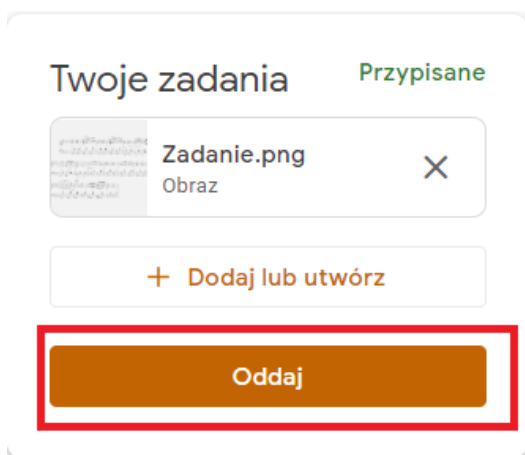 Twoje zadania Przypisane
Zadanie.png
Obraz
+ Dodaj lub utwórz
Oddaj